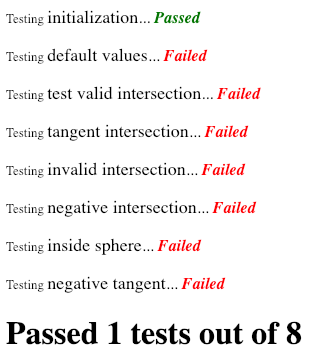 Testing initialization... Passed
Testing default values... Failed
Testing test valid intersection... Failed
Testing tangent intersection... Failed
Testing invalid intersection... Failed
Testing negative intersection... Failed
Testing inside sphere... Failed
Testing negative tangent... Failed
Passed 1 tests out of 8